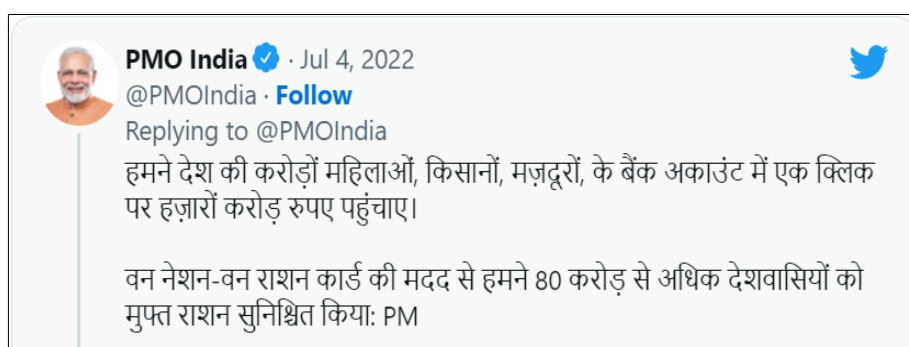 PMO India · Jul 4, 2022
@PMOIndia · Follow
Replying to @PMOIndia
हमने देश की करोड़ों महिलाओं, किसानों, मज़दूरों, के बैंक अकाउंट में एक क्लिक
पर हज़ारों करोड़ रुपए पहुंचाए।
वन नेशन-वन राशन कार्ड की मदद से हमने 80 करोड़ से अधिक देशवासियों को
मुफ्त राशन सुनिश्चित किया: PM